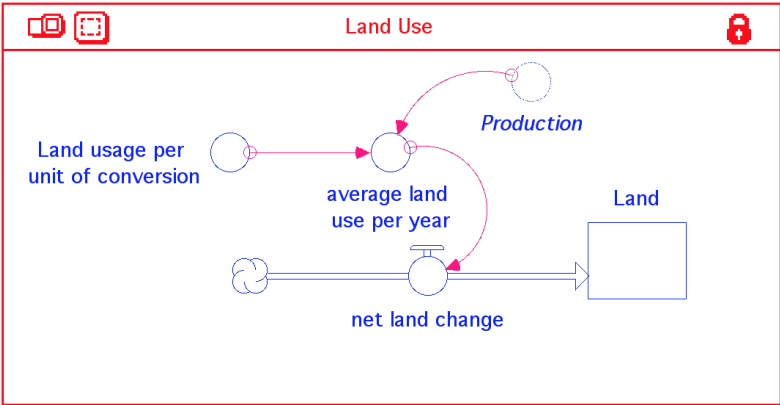 Land Use
Production
Land usage per
unit of conversion
average land
use per year
Land
net land change